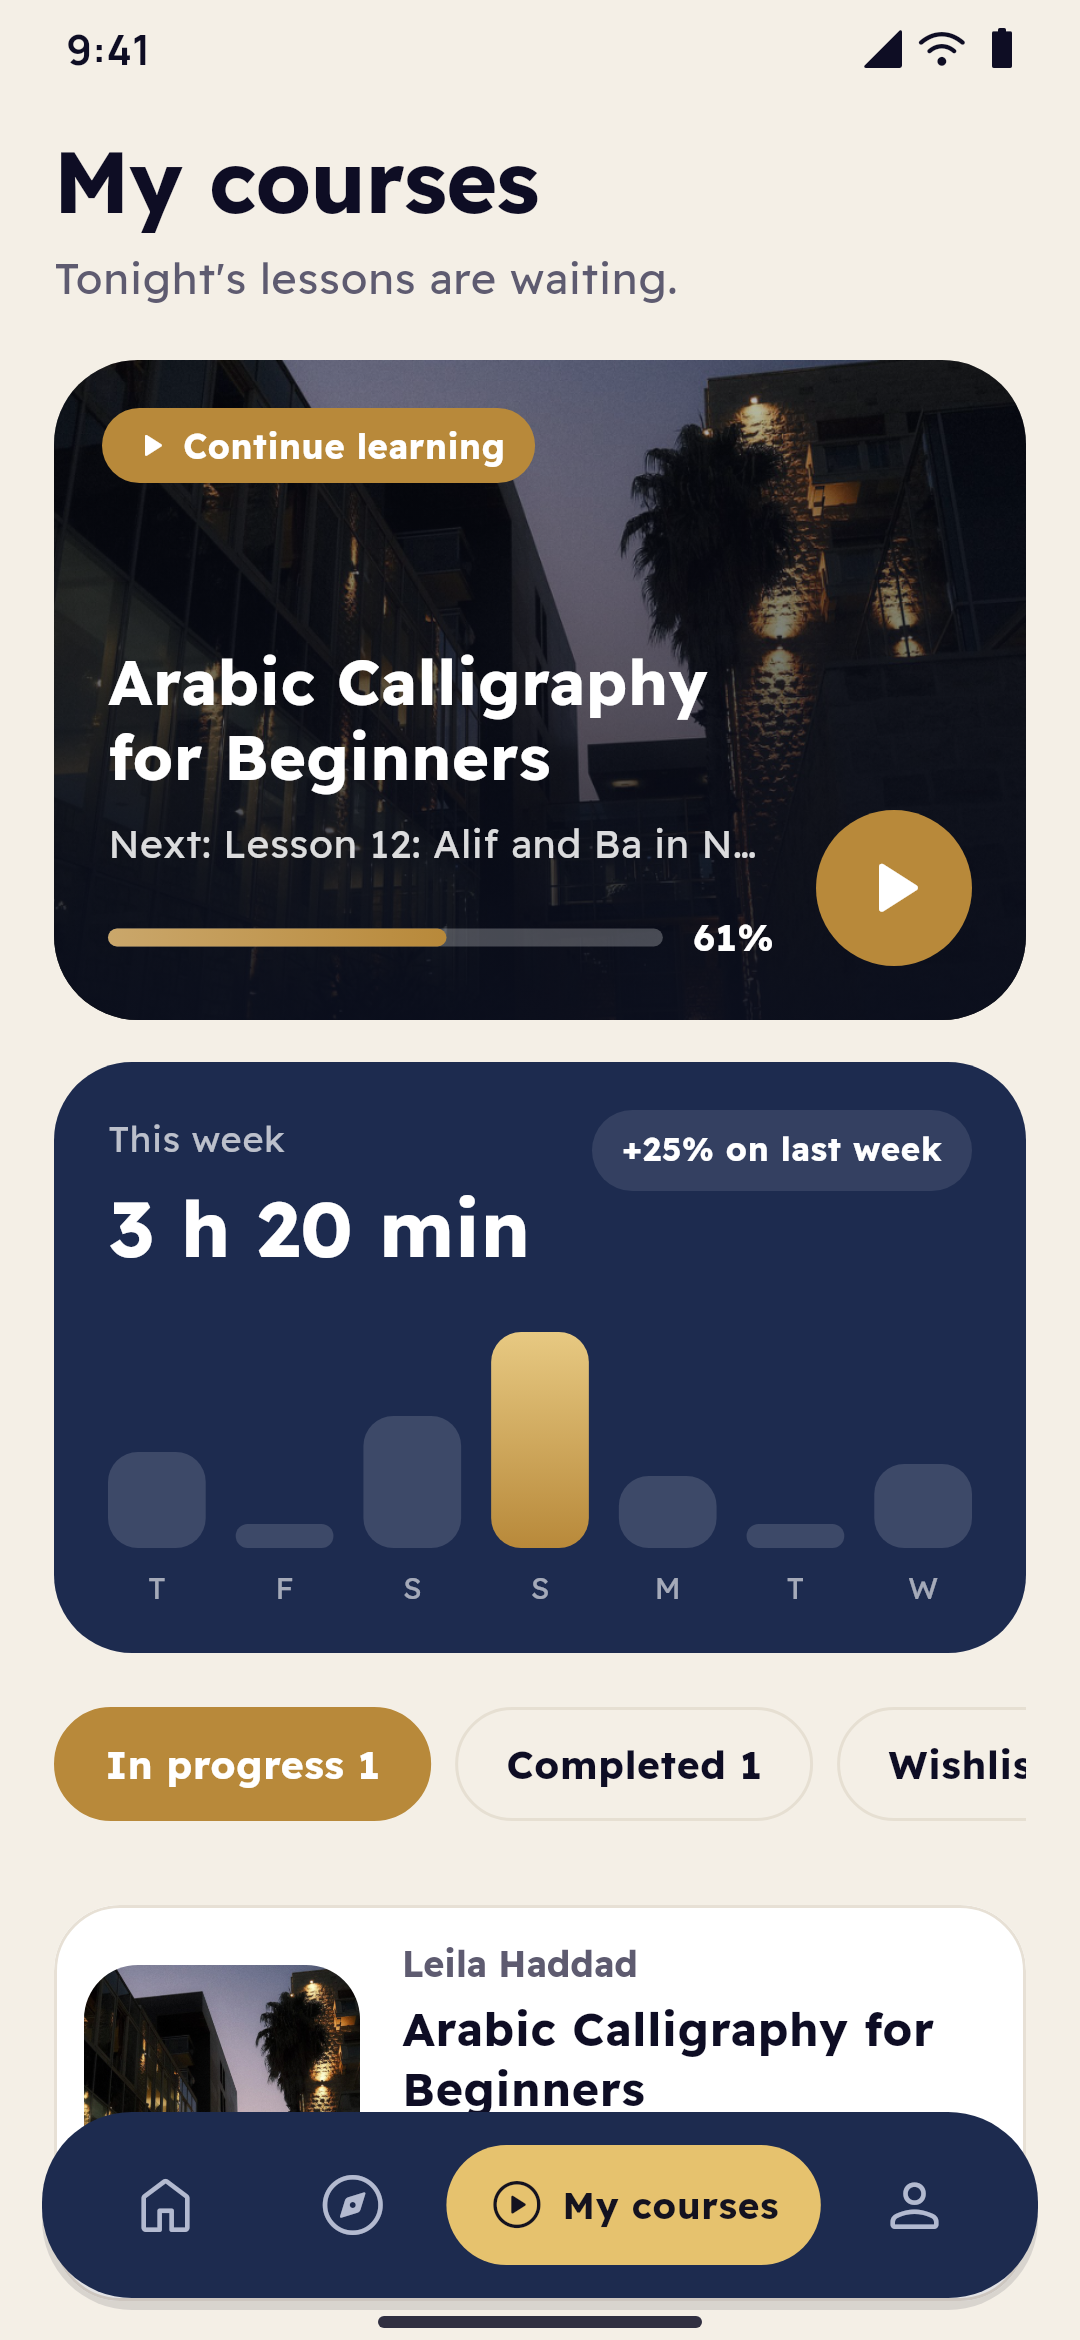 9:41
My courses
Tonight's lessons are waiting.
Continue learning
Arabic Calligraphy
for Beginners
Next: Lesson 12: Alif and Ba in N…
61%
This week
+25% on last week
3 h 20 min
T F S S M T W
In progress 1
Completed 1
Wishlis
Leila Haddad
Arabic Calligraphy for
Beginners
My courses